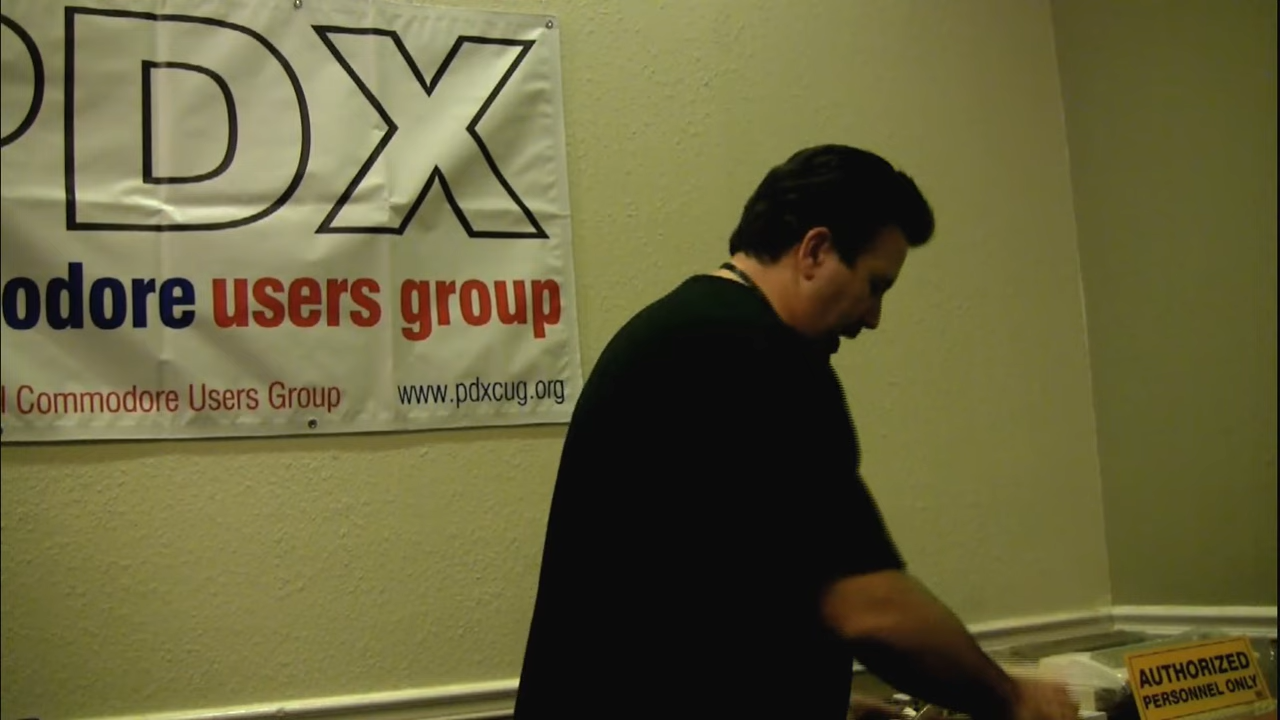 PDX
odore users group
l Commodore Users Group www.pdxcug.org
AUTHORIZED
PERSONNEL ONLY